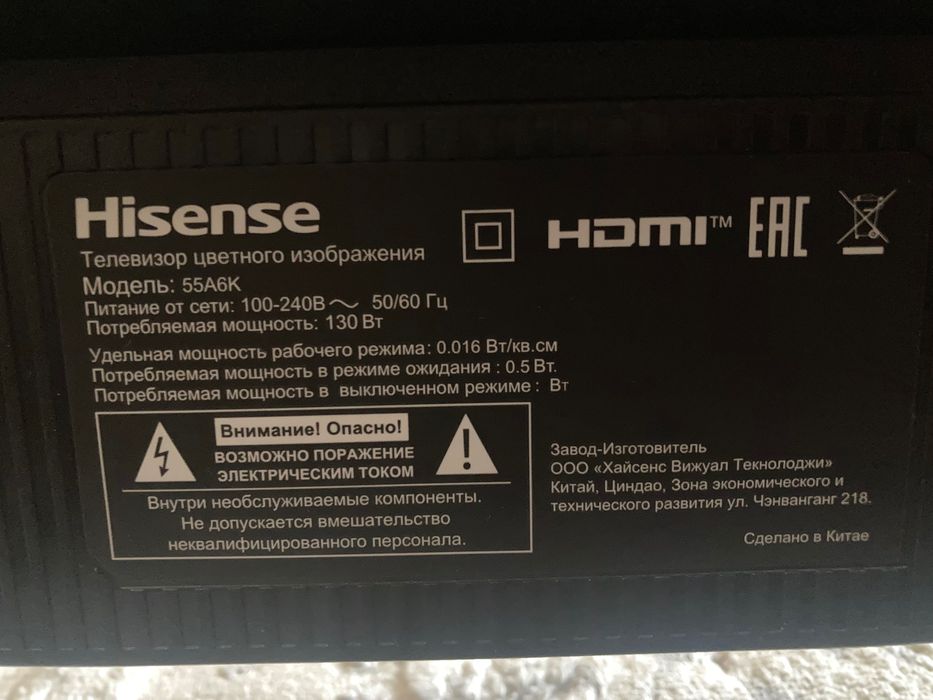 Hisense
HDMI™ EAC
Телевизор цветного изображения
Модель: 55A6K
Питание от сети: 100-240В ~ 50/60 Гц
Потребляемая мощность: 130 Вт
Удельная мощность рабочего режима: 0.016 Вт/кв.см
Потребляемая мощность в режиме ожидания : 0.5 Вт.
Потребляемая мощность в выключенном режиме : Вт
Внимание! Опасно!
ВОЗМОЖНО ПОРАЖЕНИЕ
ЭЛЕКТРИЧЕСКИМ ТОКОМ
Внутри необслуживаемые компоненты.
Не допускается вмешательство
неквалифицированного персонала.
Завод-Изготовитель
ООО «Хайсенс Вижуал Текнолоджи»
Китай, Циндао, Зона экономического и
технического развития ул. Чэнванганг 218.
Сделано в Китае